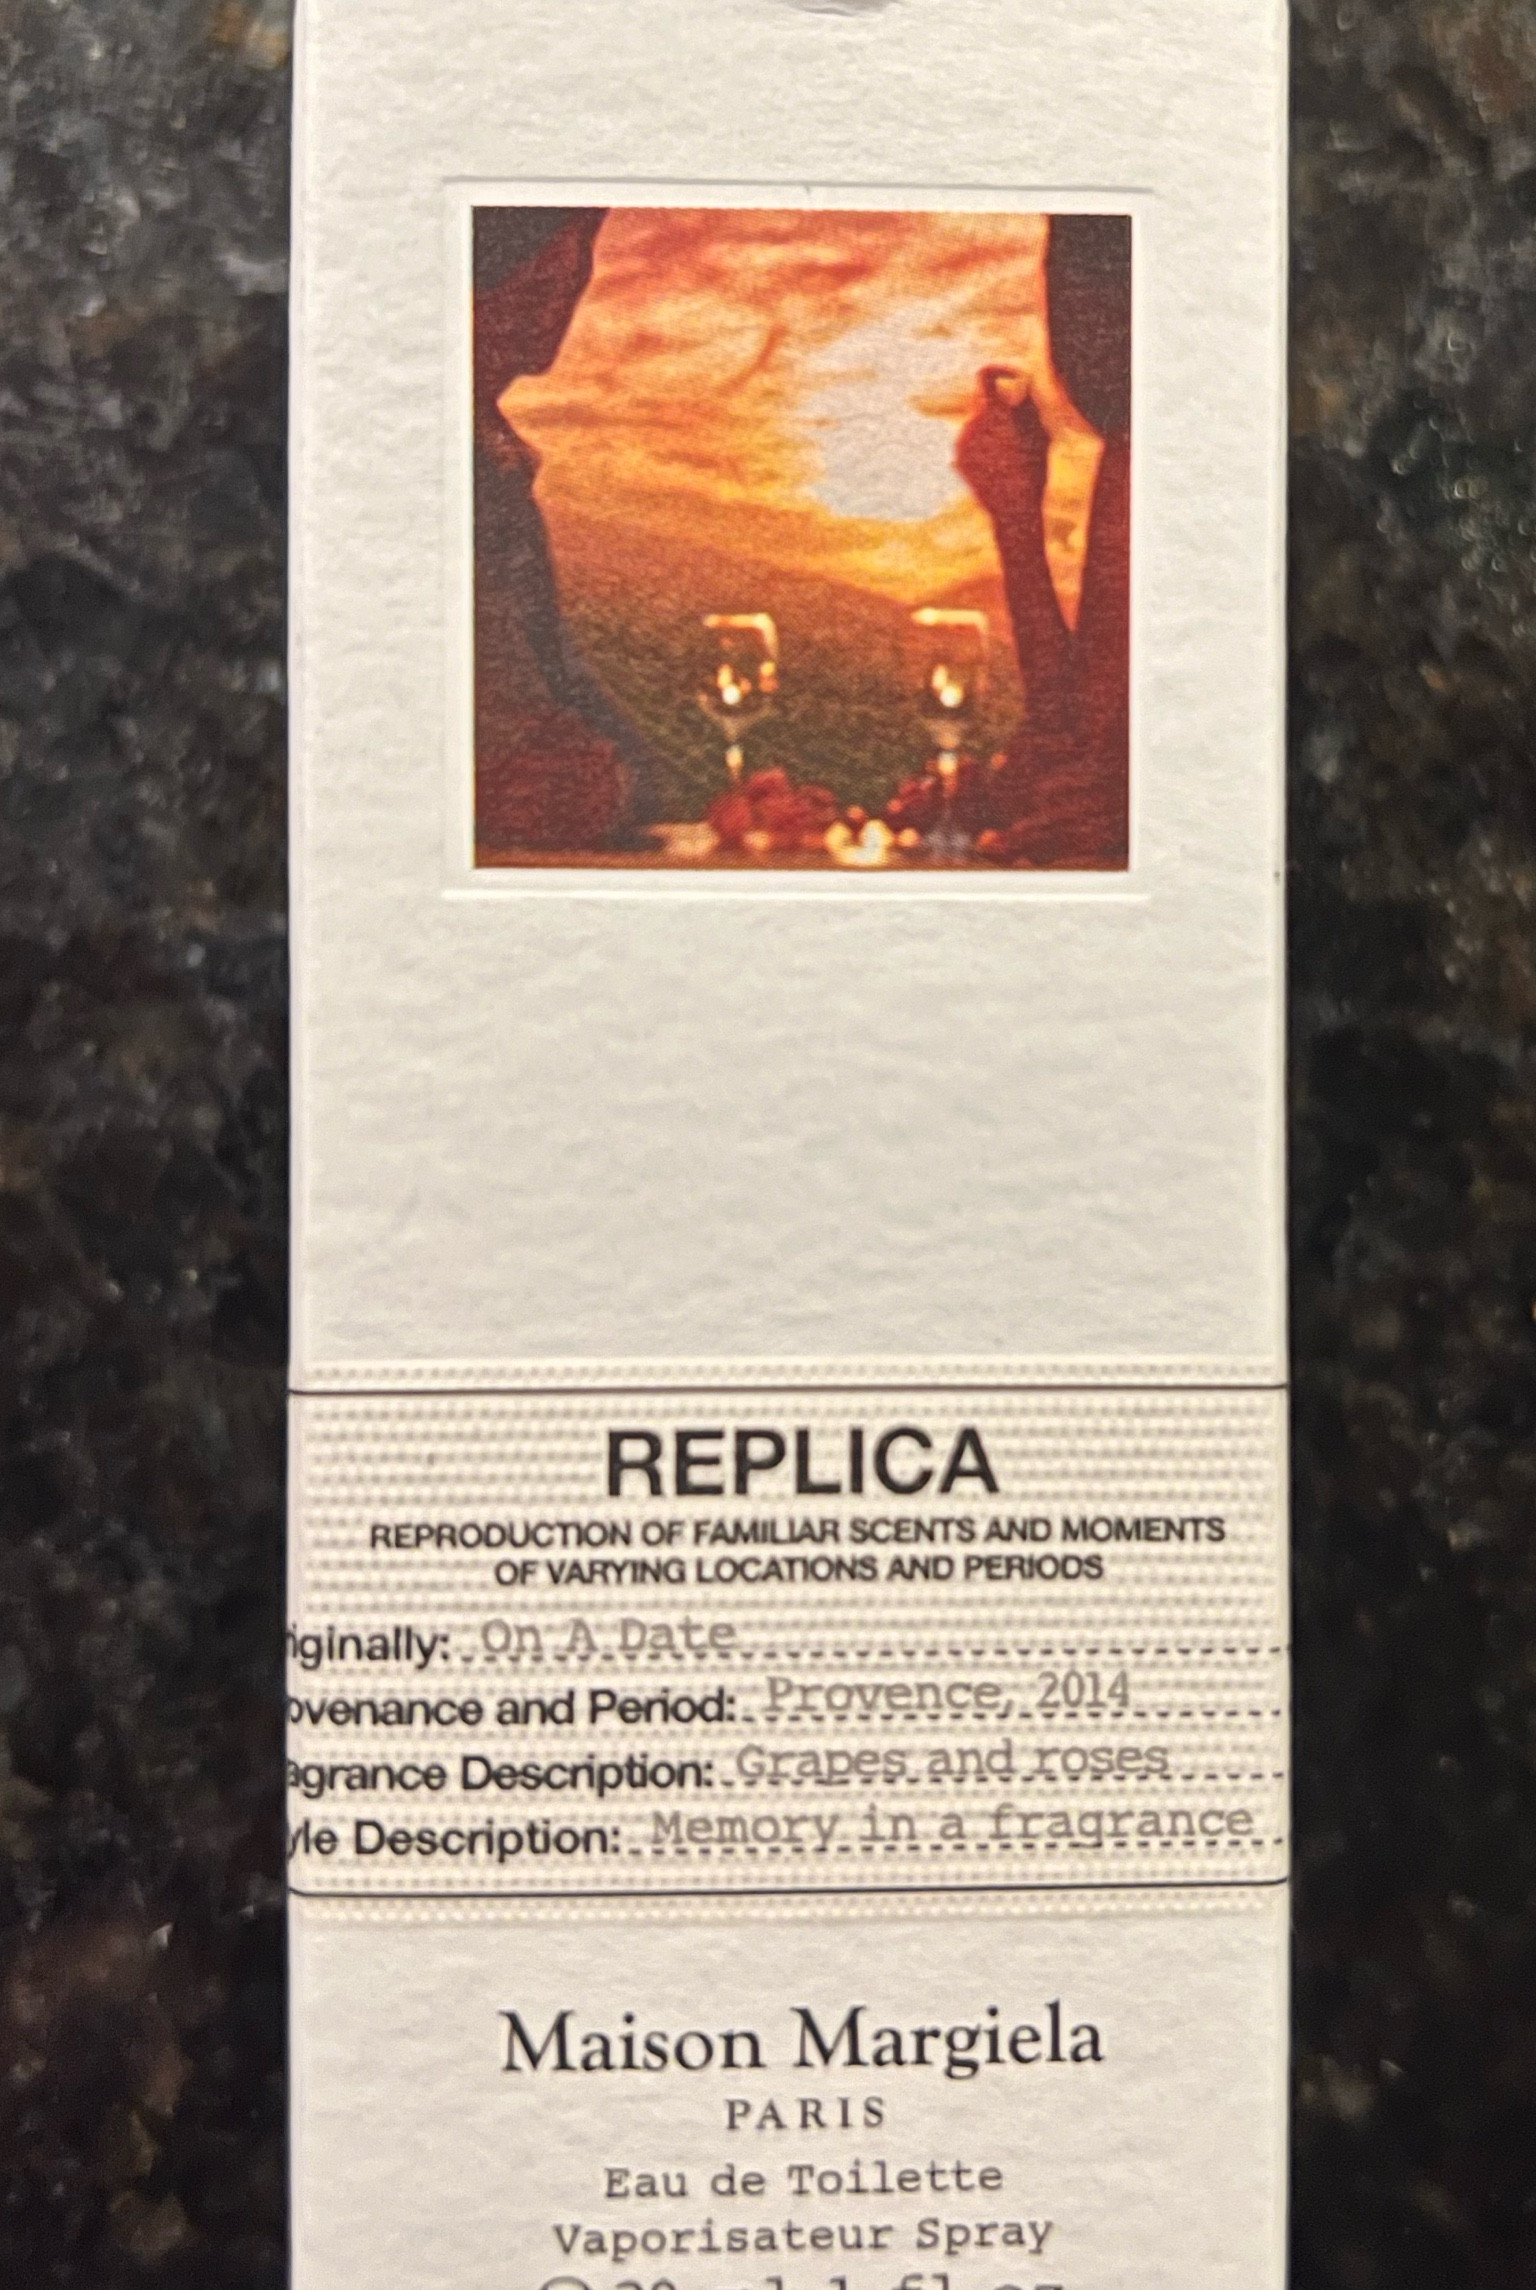 REPLICA
REPRODUCTION OF FAMILIAR SCENTS AND MOMENTS
OF VARYING LOCATIONS AND PERIODS
iginally: On A Date
ovenance and Period: Provence, 2014
agrance Description: Grapes and roses
yle Description: Memory in a fragrance
Maison Margiela
PARIS
Eau de Toilette
Vaporisateur Spray